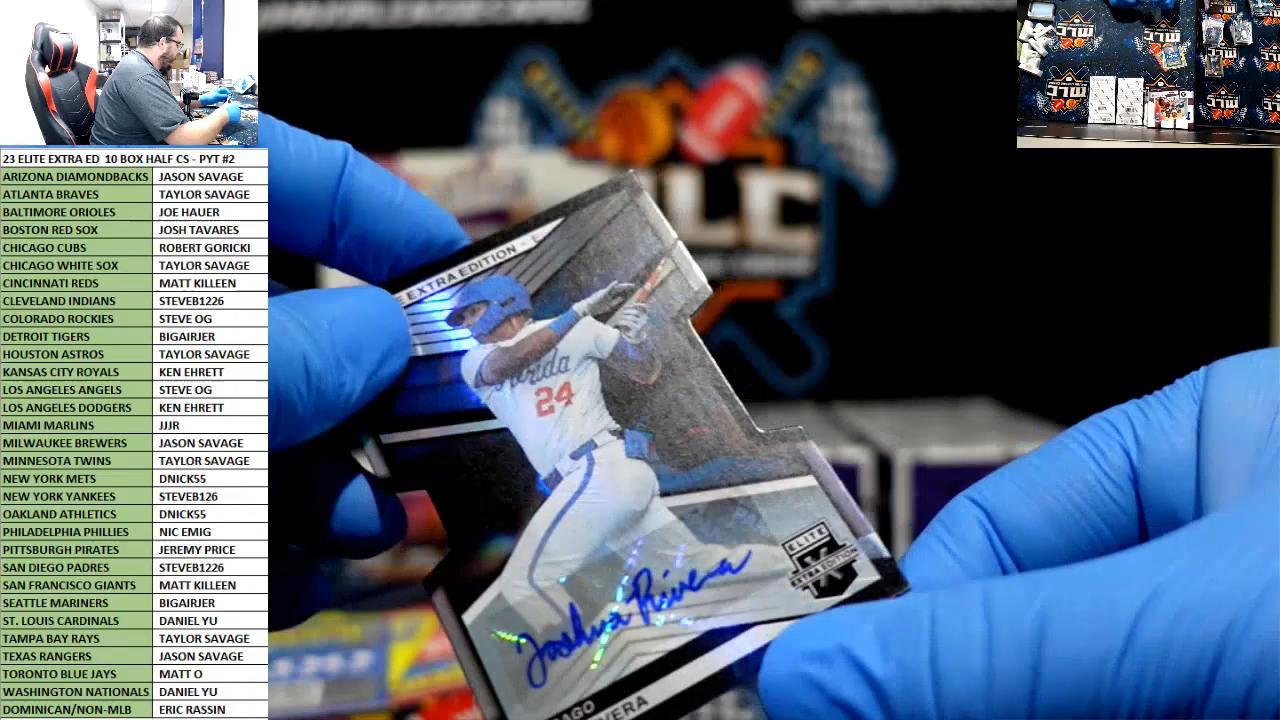 23 ELITE EXTRA ED 10 BOX HALF CS - PYT #2
ARIZONA DIAMONDBACKS JASON SAVAGE
ATLANTA BRAVES TAYLOR SAVAGE
BALTIMORE ORIOLES JOE HAUER
BOSTON RED SOX JOSH TAVARES
CHICAGO CUBS ROBERT GORICKI
CHICAGO WHITE SOX TAYLOR SAVAGE
CINCINNATI REDS MATT KILLEEN
CLEVELAND INDIANS STEVEB1226
COLORADO ROCKIES STEVE OG
DETROIT TIGERS BIGAIRJER
HOUSTON ASTROS TAYLOR SAVAGE
KANSAS CITY ROYALS KEN EHRETT
LOS ANGELES ANGELS STEVE OG
LOS ANGELES DODGERS KEN EHRETT
MIAMI MARLINS JJJR
MILWAUKEE BREWERS JASON SAVAGE
MINNESOTA TWINS TAYLOR SAVAGE
NEW YORK METS DNICK55
NEW YORK YANKEES STEVEB126
OAKLAND ATHLETICS DNICK55
PHILADELPHIA PHILLIES NIC EMIG
PITTSBURGH PIRATES JEREMY PRICE
SAN DIEGO PADRES STEVEB1226
SAN FRANCISCO GIANTS MATT KILLEEN
SEATTLE MARINERS BIGAIRJER
ST. LOUIS CARDINALS DANIEL YU
TAMPA BAY RAYS TAYLOR SAVAGE
TEXAS RANGERS JASON SAVAGE
TORONTO BLUE JAYS MATT O
WASHINGTON NATIONALS DANIEL YU
DOMINICAN/NON-MLB ERIC RASSIN
EXTRA EDITION
24
ELITE
EXTRA EDITION
Joshua Rivera